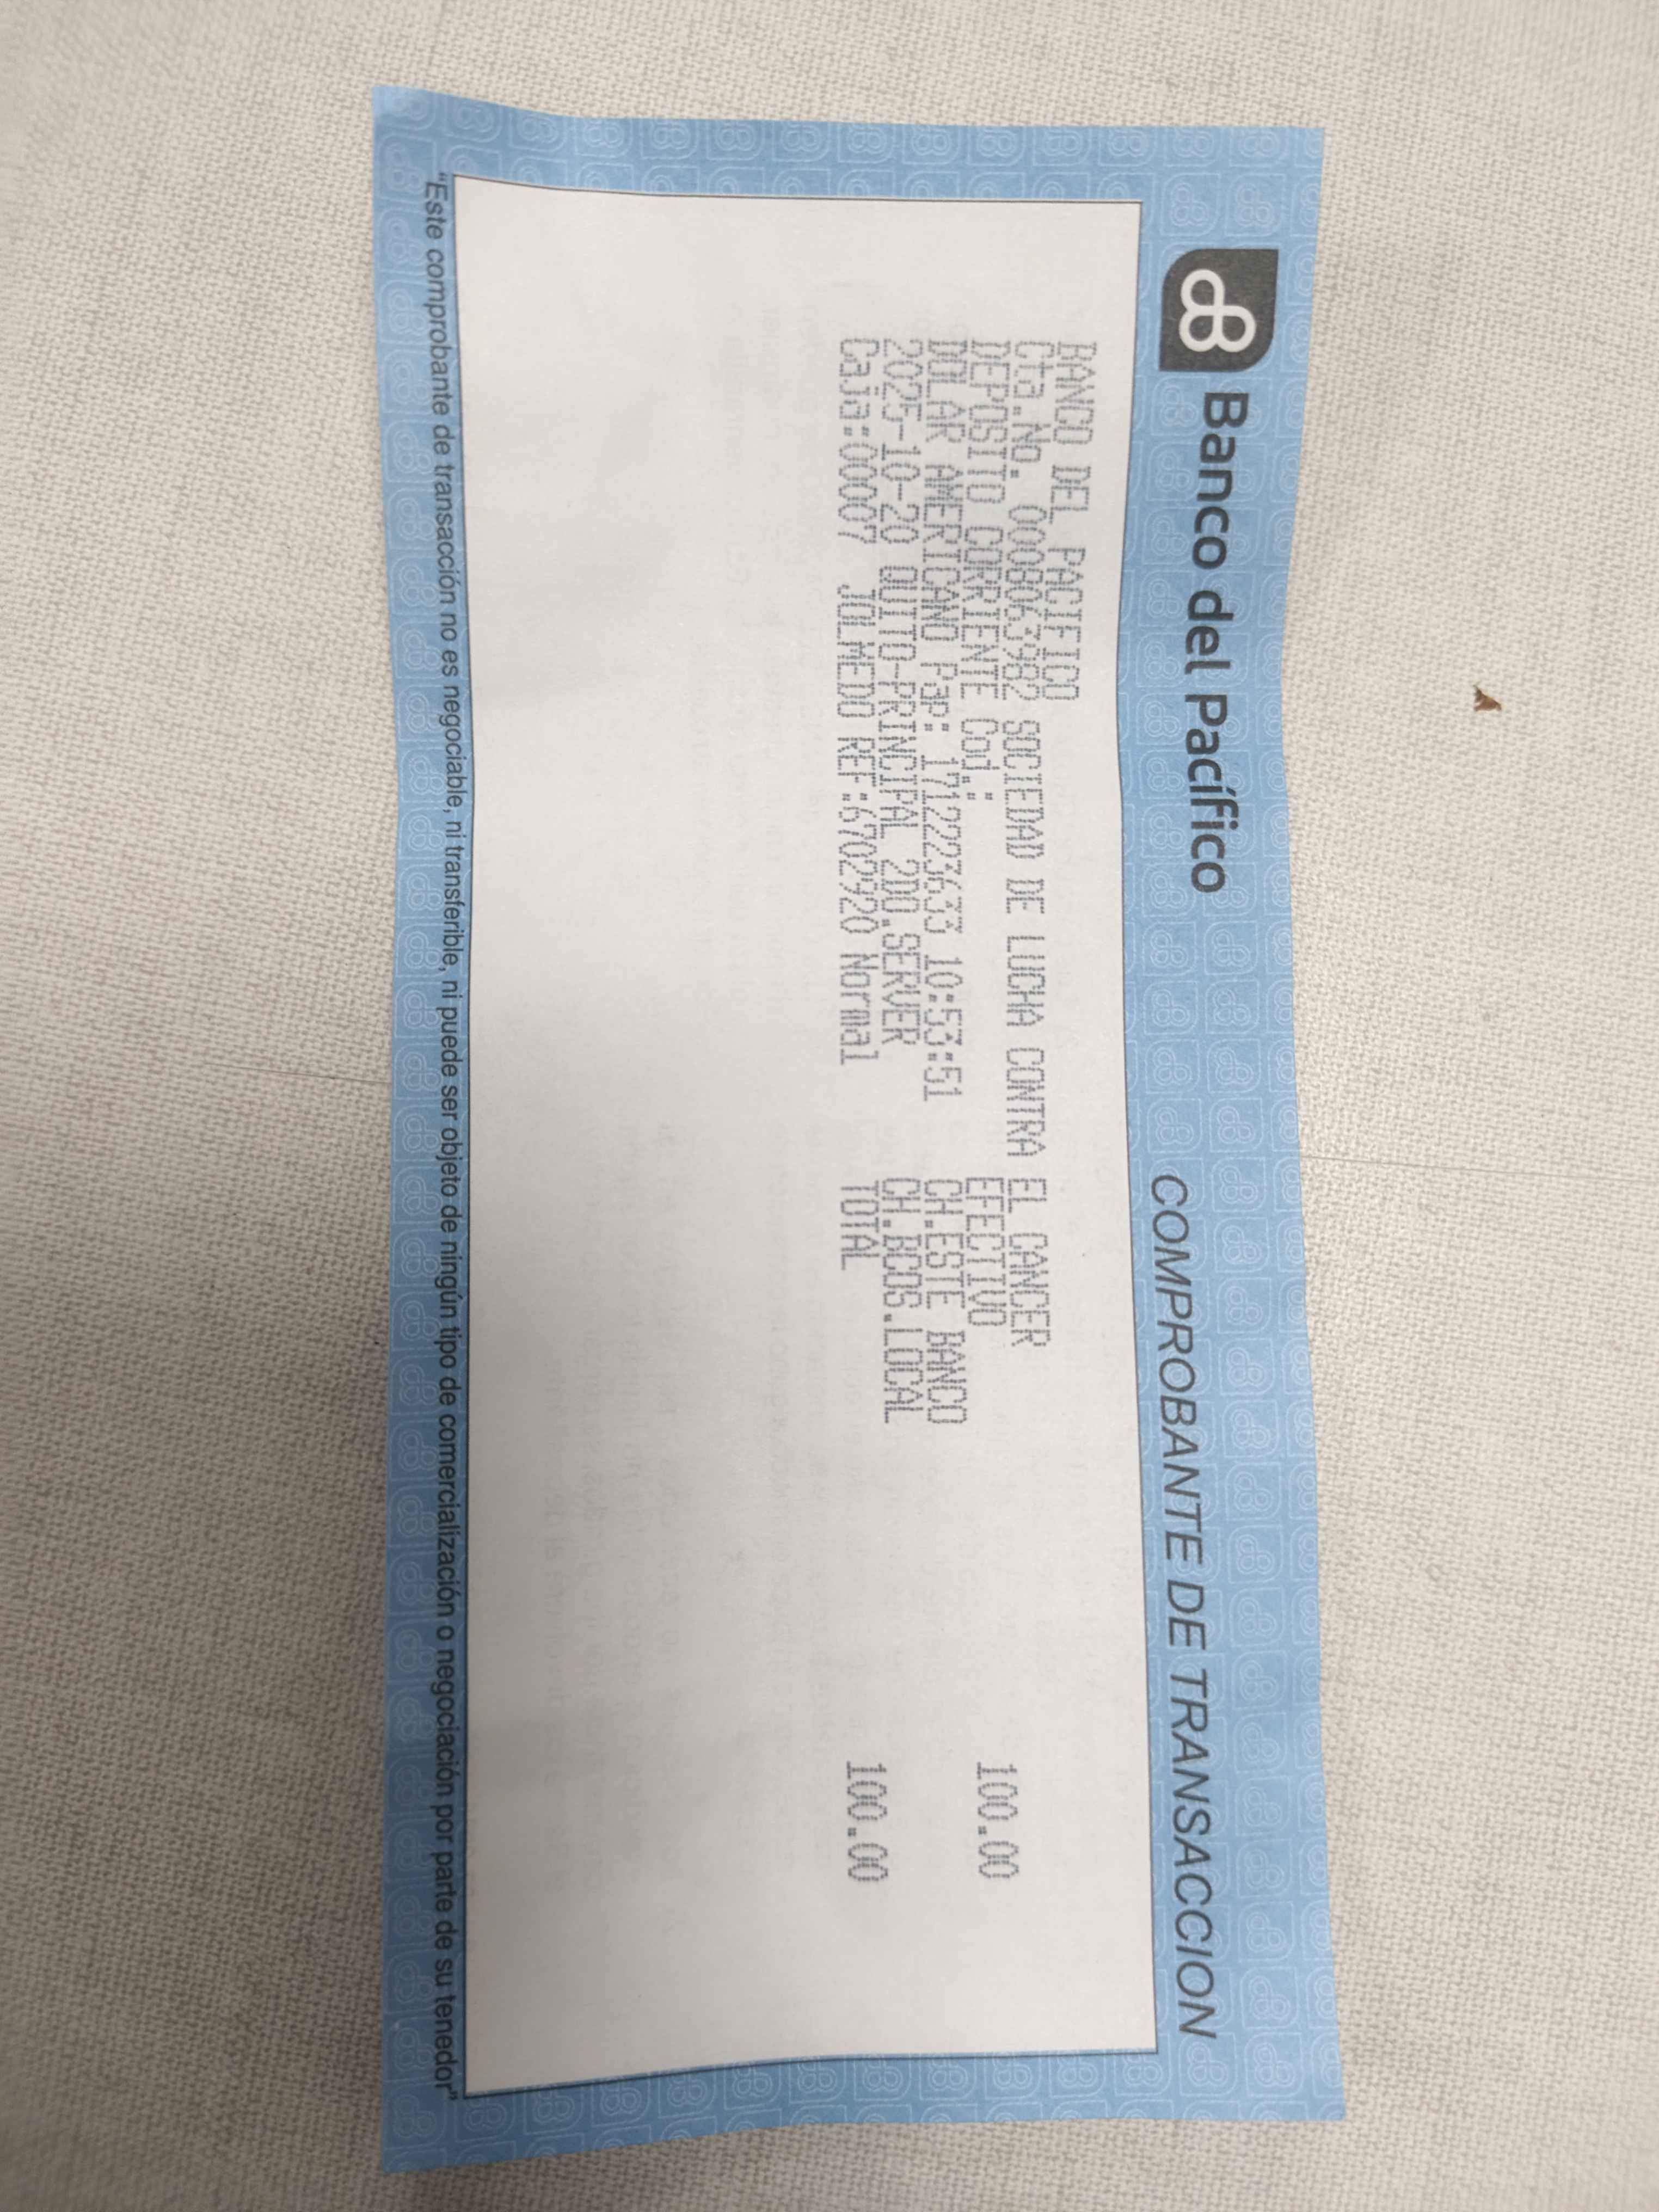 Banco del Pacífico
COMPROBANTE DE TRANSACCION
BANCO DEL PACIFICO
Cta.No. 0008063982 SOCIEDAD DE LUCHA CONTRA EL CANCER
DEPOSITO CORRIENTE Cod.: EFECTIVO 100.00
DOLAR AMERICANO Pap: 1712223633 10:53:51 CH.ESTE BANCO
2025-10-20 QUITO-PRINCIPAL 2DO.SERVER CH.BCOS.LOCAL
Caja:00007 JOLMEDO REF:6702920 Normal TOTAL 100.00
"Este comprobante de transacción no es negociable, ni transferible, ni puede ser objeto de ningún tipo de comercialización o negociación por parte de su tenedor"